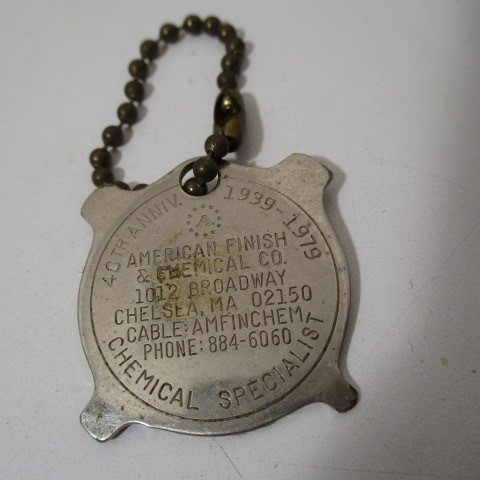 40TH ANNIV. 1939-1979
AMERICAN FINISH
& CHEMICAL CO.
1012 BROADWAY
CHELSEA, MA 02150
CABLE: AMFINCHEM
PHONE: 884-6060
CHEMICAL SPECIALIST